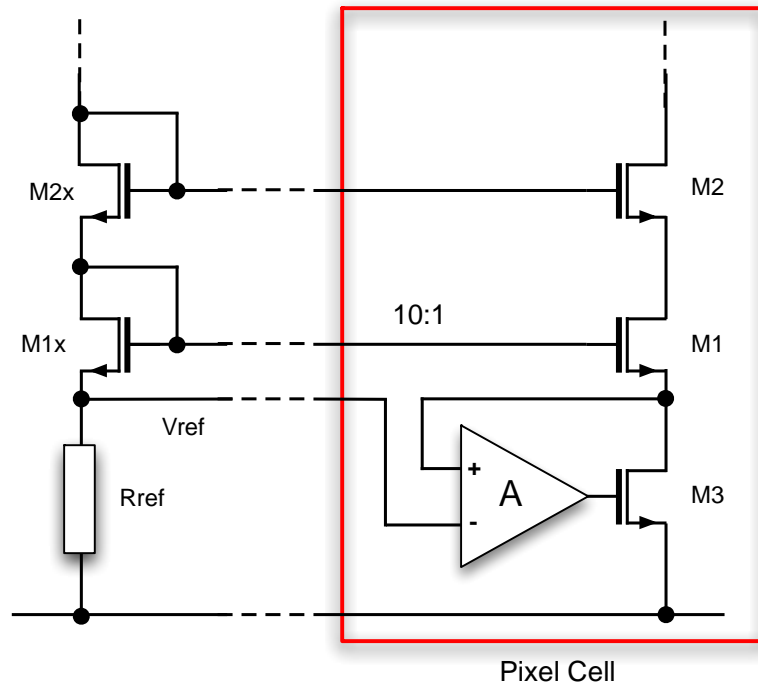 M2x
M2
10:1
M1x
M1
Vref
Rref
+
A
-
M3
Pixel Cell